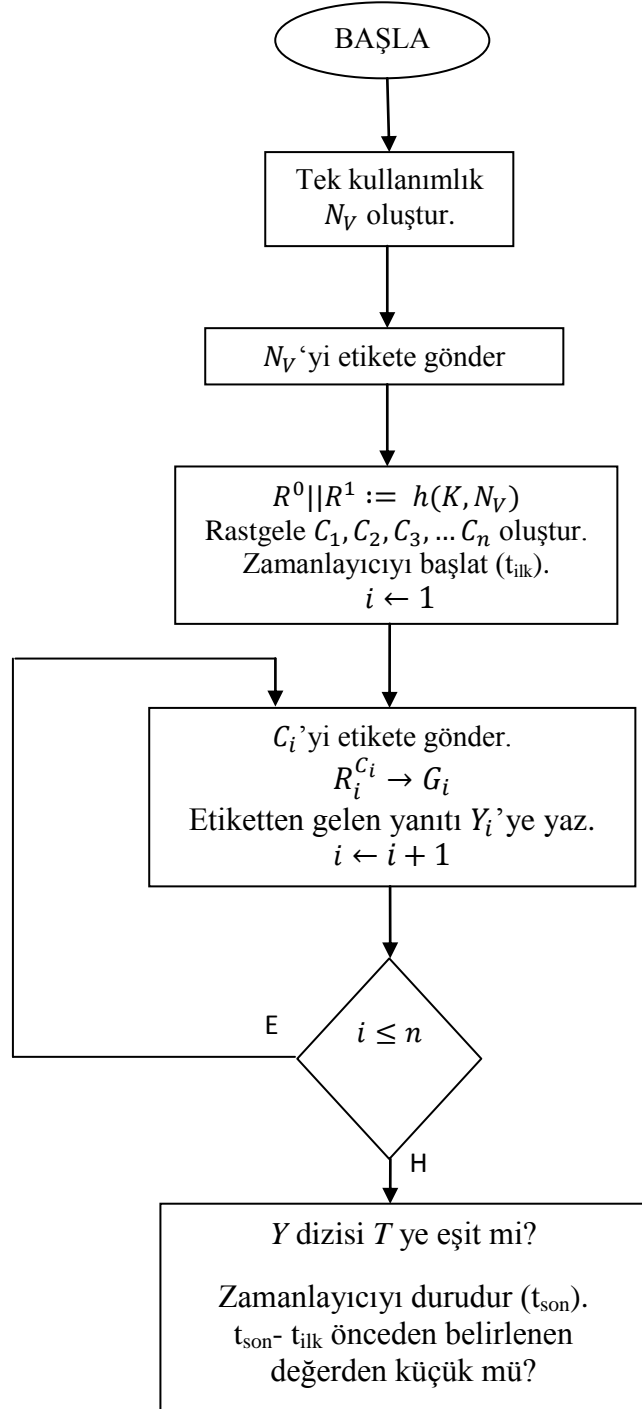 BAŞLA
Tek kullanımlık
N_V oluştur.
N_V ‘yi etikete gönder
R^0||R^1 := h(K, N_V)
Rastgele C_1, C_2, C_3, … C_n oluştur.
Zamanlayıcıyı başlat (t_ilk).
i ← 1
C_i’yi etikete gönder.
R_i^{C_i} → G_i
Etiketten gelen yanıtı Y_i’ye yaz.
i ← i + 1
E
i ≤ n
H
Y dizisi T ye eşit mi?
Zamanlayıcıyı durudur (t_son).
t_son- t_ilk önceden belirlenen
değerden küçük mü?